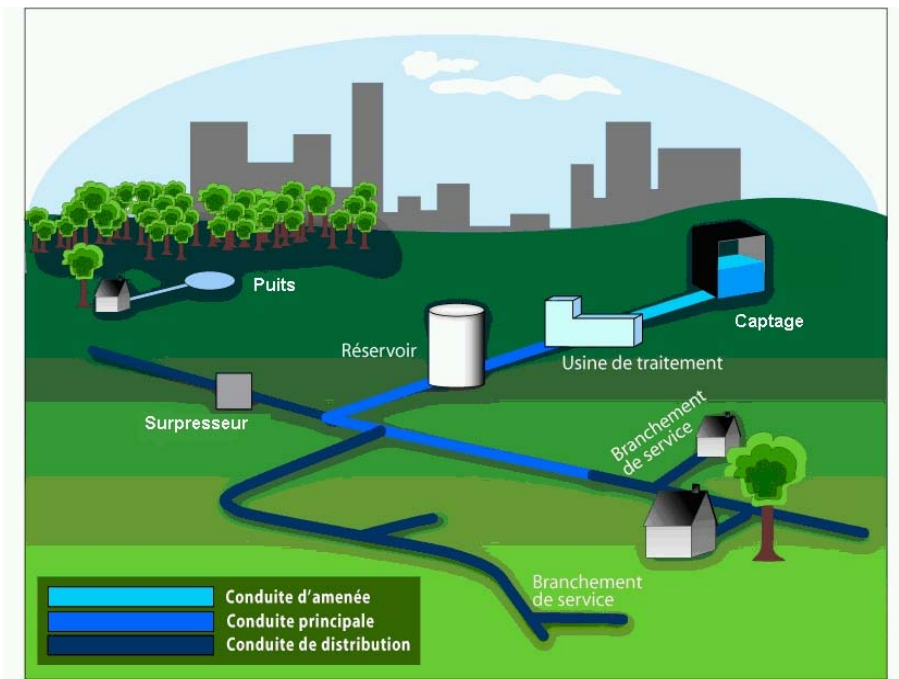 Puits
Captage
Réservoir
Usine de traitement
Surpresseur
Branchement
de service
Branchement
de service
Conduite d'amenée
Conduite principale
Conduite de distribution